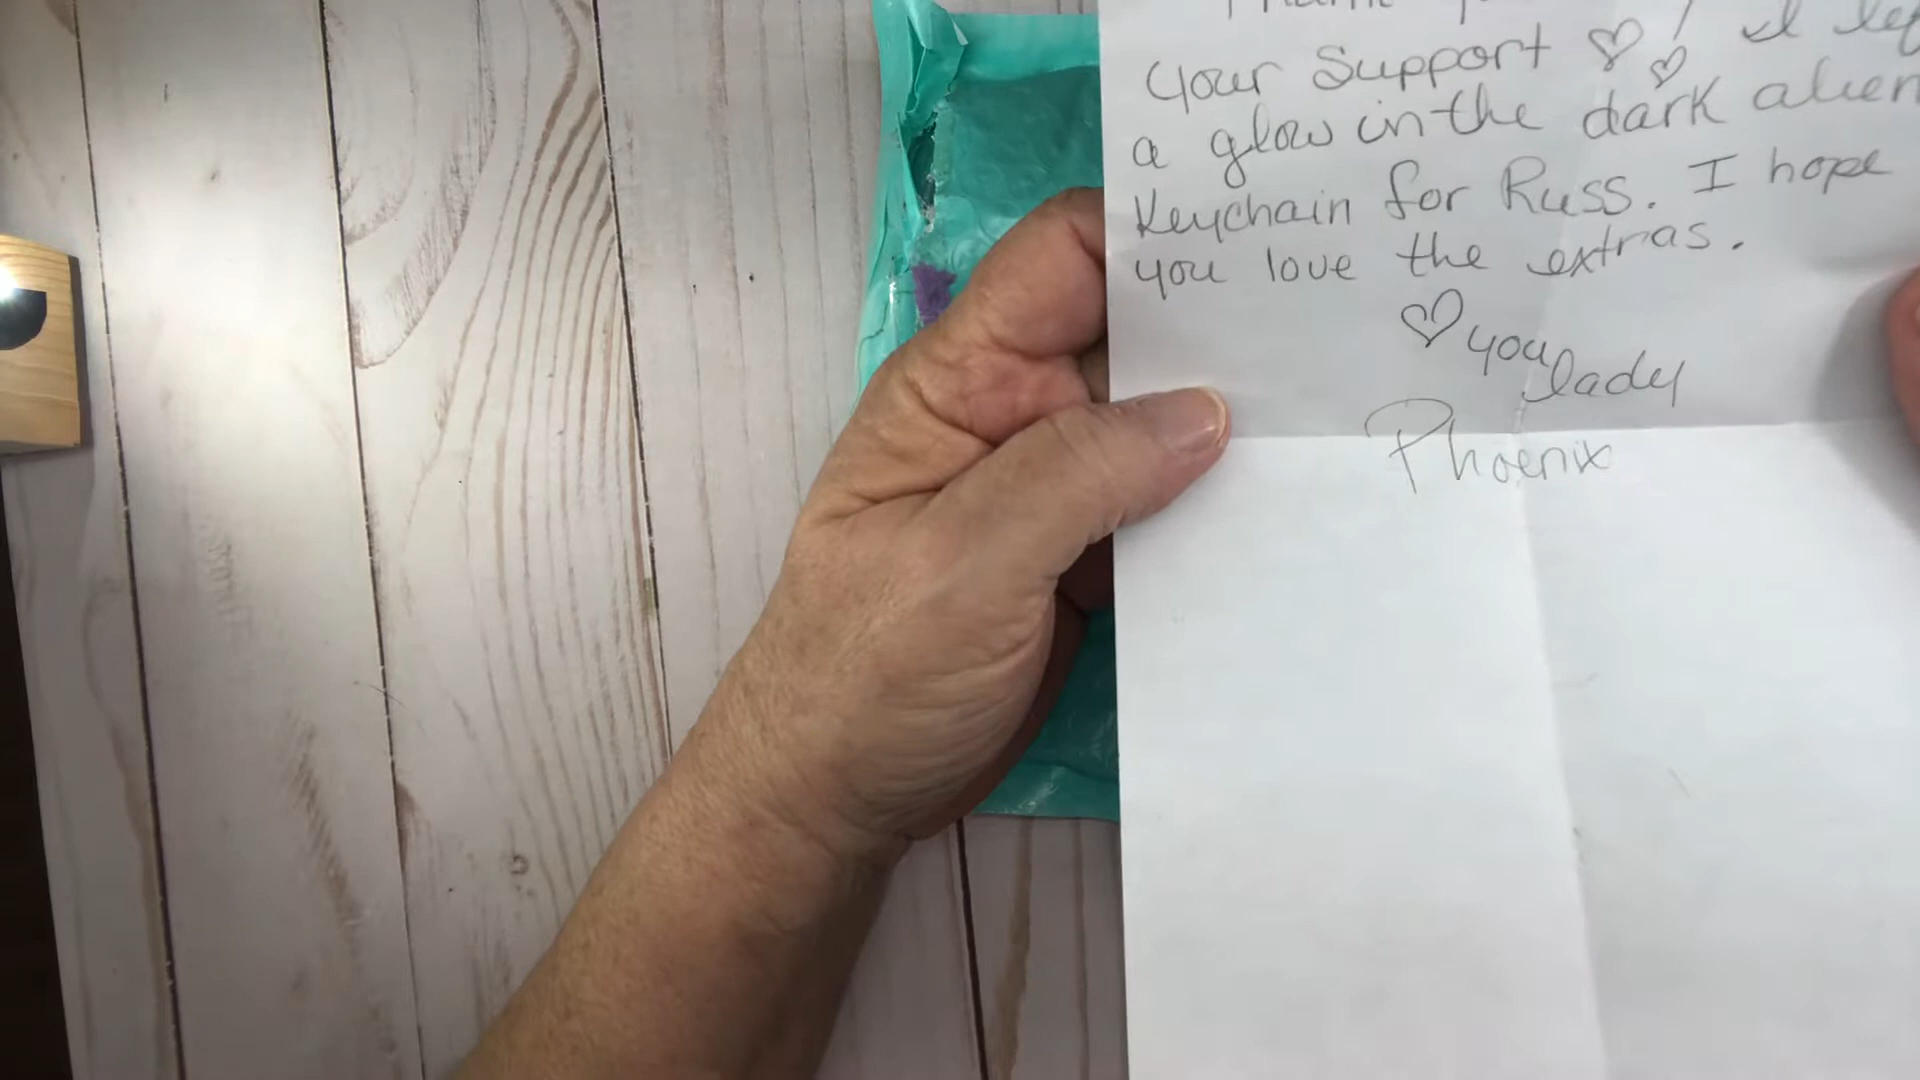 your support ♡ ! I
a glow in the dark alien
Keychain for Russ. I hope
you love the extras.
♡ you
lady
Phoenix